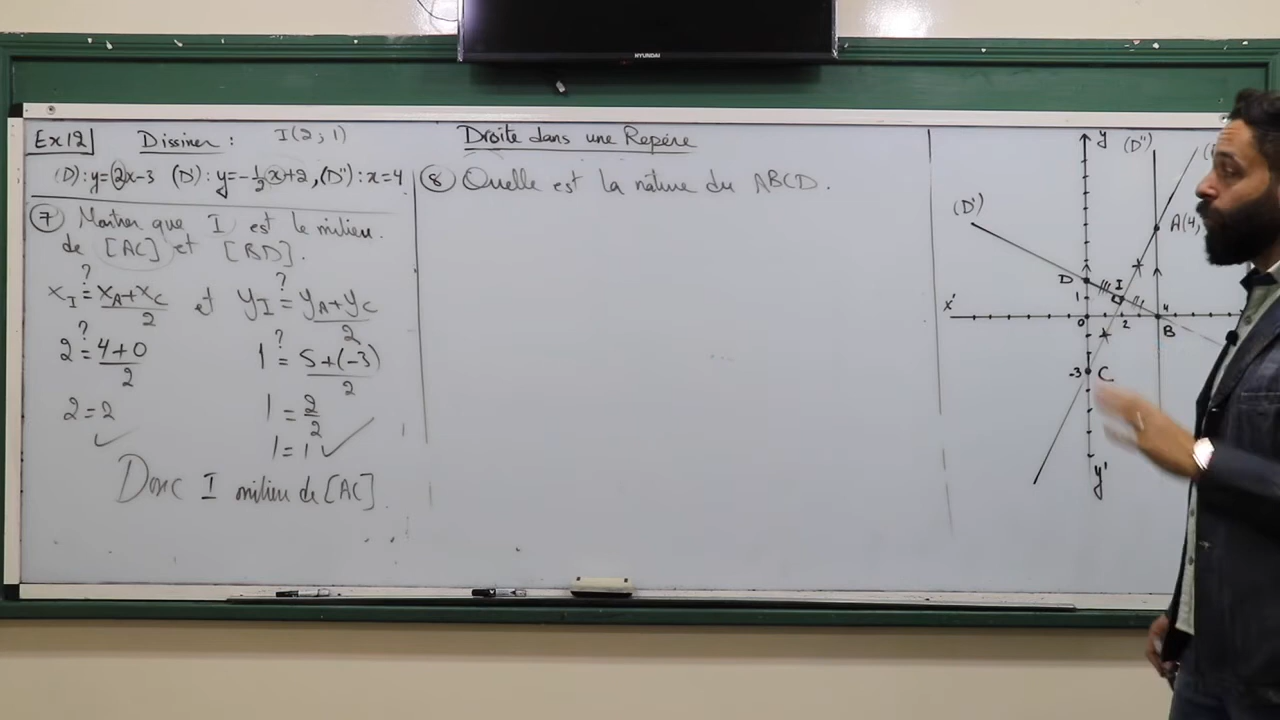 HYUNDAI
Ex12] Dissiner : I(2 ; 1)
(D): y=2x-3 (D'): y=-1/2x+2, (D'): x=4
⑦ Montrer que I est le milieu
de [AC] et [BD].
x_I ?= x_A+x_C/2 et y_I ?= y_A+y_C/2
2 ?= 4+0/2 1 ?= 5+(-3)/2
2=2 1=2/2
✓ 1=1 ✓
Donc I milieu de [AC]
Droite dans une Repère
⑧ Quelle est la nature du ABCD.
y (D'')
(D') A(4,
D I
x' 1 4
0 2 B
-3 C
y'